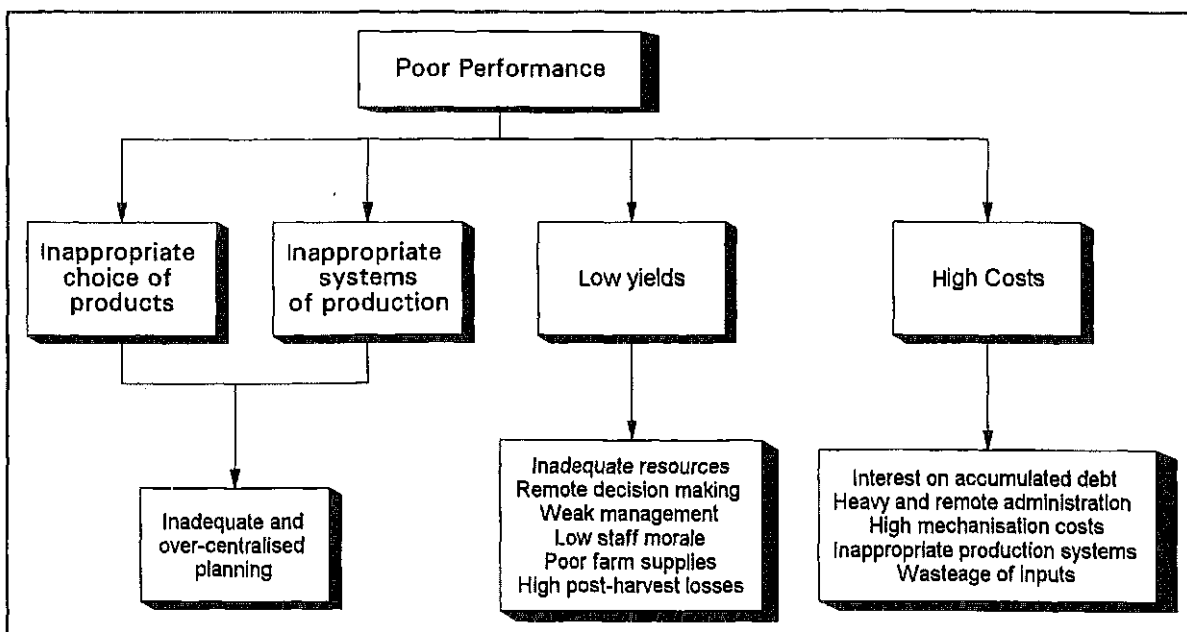 Poor Performance
Inappropriate
choice of
products
Inappropriate
systems
of production
Low yields
High Costs
Inadequate and
over-centralised
planning
Inadequate resources
Remote decision making
Weak management
Low staff morale
Poor farm supplies
High post-harvest losses
Interest on accumulated debt
Heavy and remote administration
High mechanisation costs
Inappropriate production systems
Wasteage of inputs